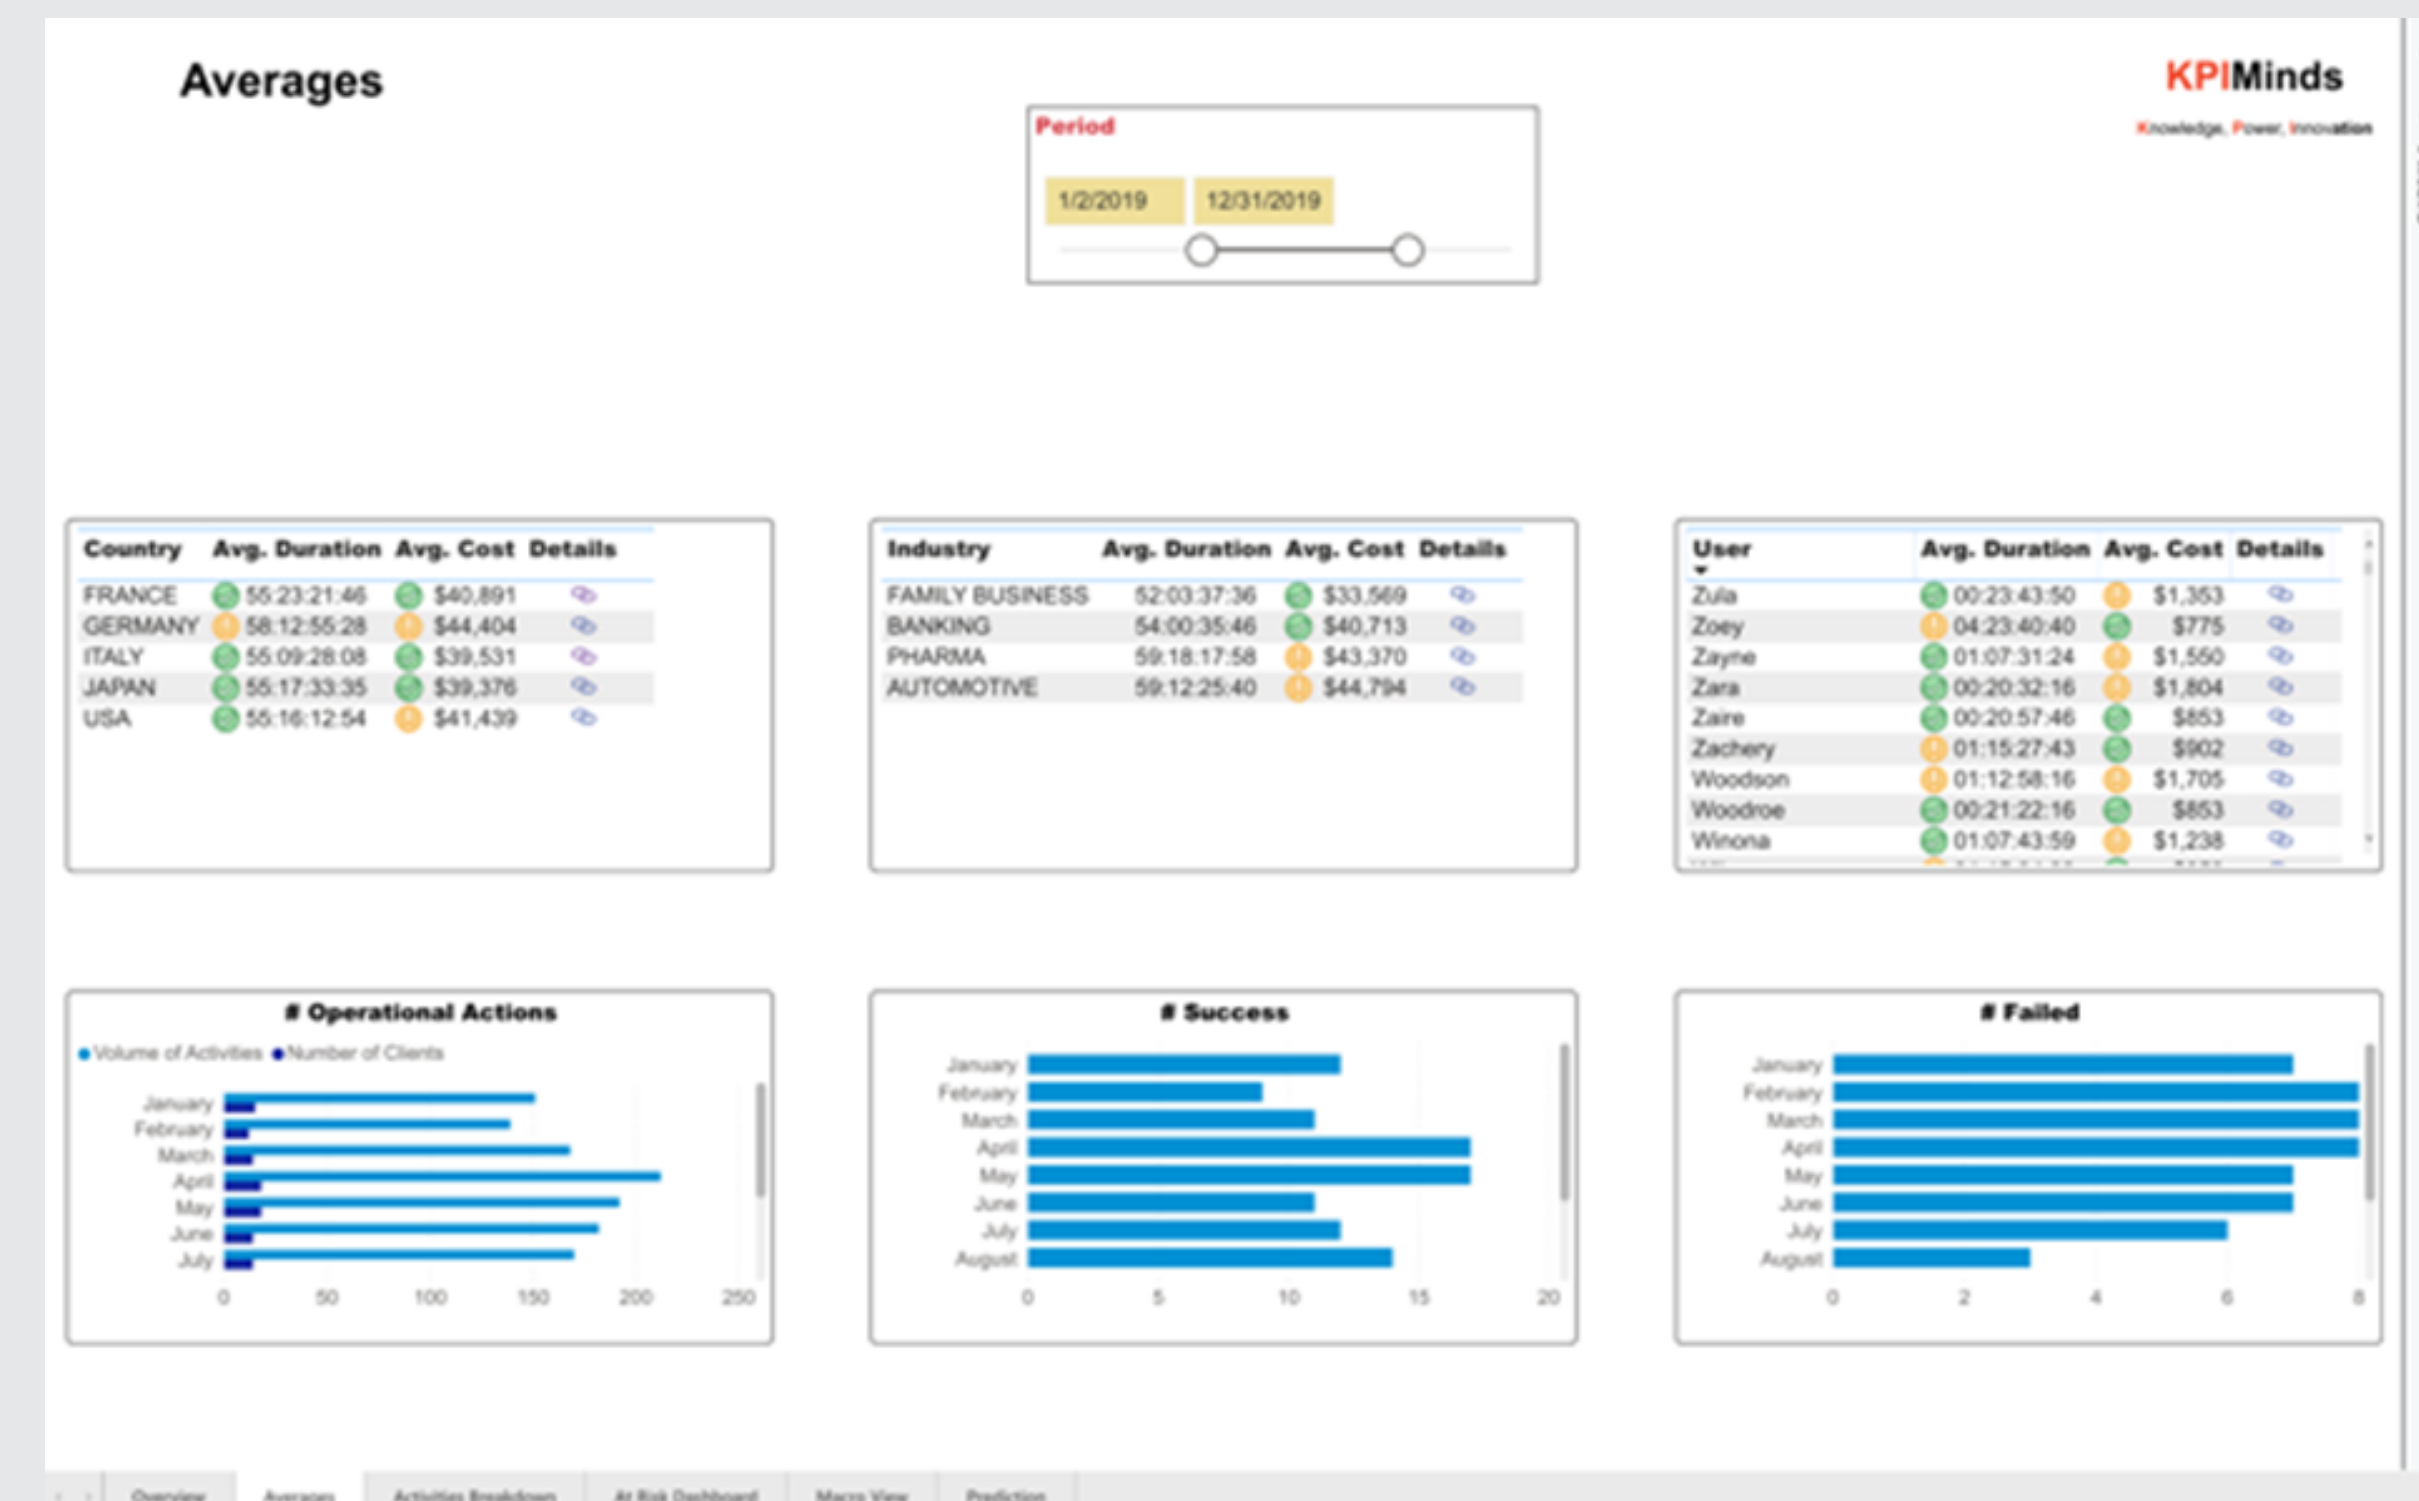 Averages
KPIMinds
Knowledge, Power, Innovation
Period
1/2/2019 12/31/2019
Country Avg. Duration Avg. Cost Details
FRANCE 55:23:21:46 $40,891
GERMANY 58:12:55:28 $44,404
ITALY 55:09:28:08 $39,531
JAPAN 55:17:33:35 $39,376
USA 55:16:12:54 $41,439
Industry Avg. Duration Avg. Cost Details
FAMILY BUSINESS 52:03:37:36 $33,569
BANKING 54:00:35:46 $40,713
PHARMA 59:18:17:58 $43,370
AUTOMOTIVE 59:12:25:40 $44,794
User Avg. Duration Avg. Cost Details
Zula 00:23:43:50 $1,353
Zoey 04:23:40:40 $775
Zayne 01:07:31:24 $1,550
Zara 00:20:32:16 $1,804
Zaire 00:20:57:46 $853
Zachery 01:15:27:43 $902
Woodson 01:12:58:16 $1,705
Woodroe 00:21:22:16 $853
Winona 01:07:43:59 $1,238
# Operational Actions
Volume of Activities Number of Clients
January
February
March
April
May
June
July
0 50 100 150 200 250
# Success
January
February
March
April
May
June
July
August
0 5 10 15 20
# Failed
January
February
March
April
May
June
July
August
0 2 4 6 8
Overview Averages Activities Breakdown At Risk Dashboard Macro View Prediction